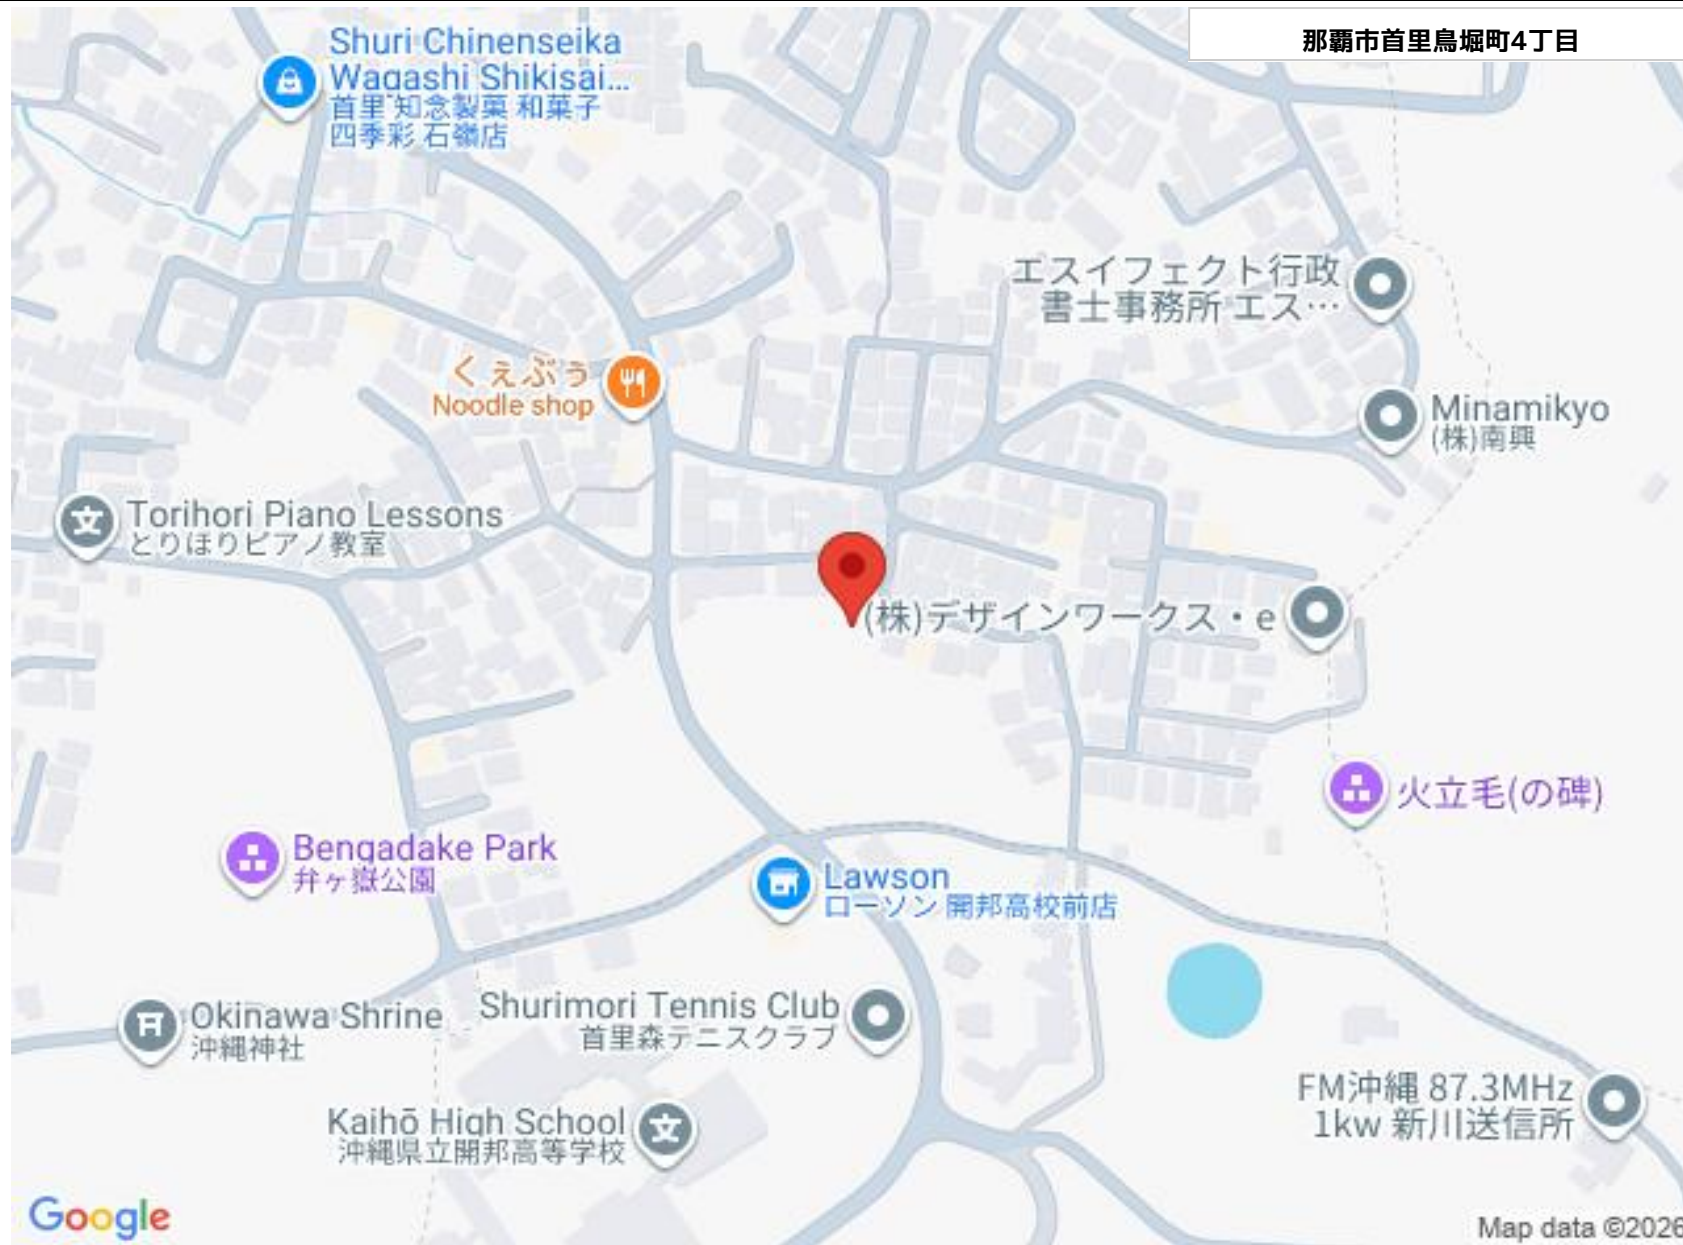 那覇市首里鳥堀町4丁目
Shuri Chinenseika
Wagashi Shikisai...
首里 知念製菓 和菓子
四季彩 石嶺店
エスイフェクト行政
書士事務所 エス…
くぇぶぅ
Noodle shop
Minamikyo
(株)南興
Torihori Piano Lessons
とりほりピアノ教室
(株)デザインワークス・e
火立毛(の碑)
Bengadake Park
弁ヶ嶽公園
Lawson
ローソン 開邦高校前店
Okinawa Shrine
沖縄神社
Shurimori Tennis Club
首里森テニスクラブ
FM沖縄 87.3MHz
1kw 新川送信所
Kaihō High School
沖縄県立開邦高等学校
Google
Map data ©2026